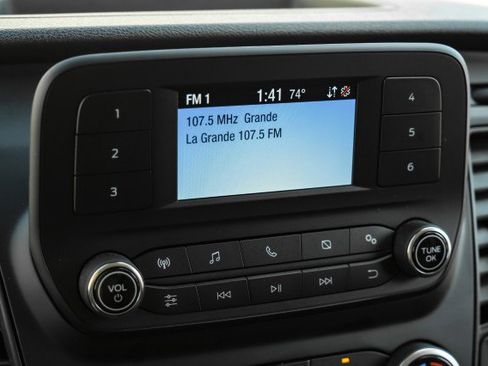 FM 1 1:41 74°
107.5 MHz Grande
La Grande 107.5 FM
1
2
3
4
5
6
VOL
TUNE
OK